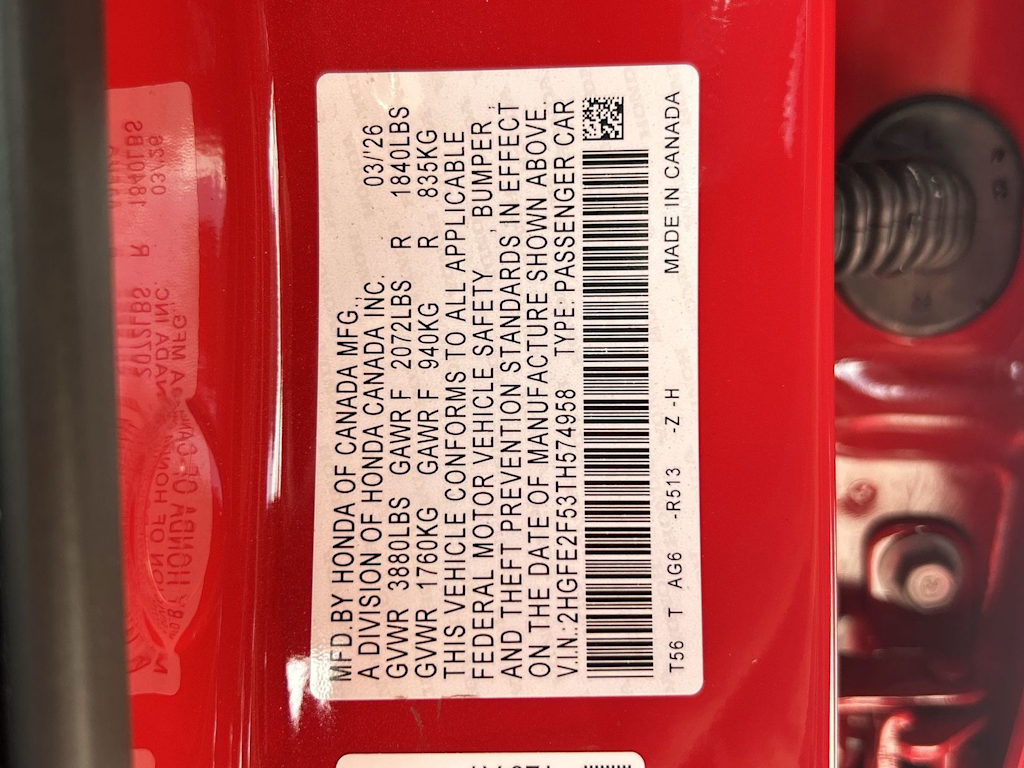 MFD.BY HONDA OF CANADA MFG.,
A DIVISION OF HONDA CANADA INC. 03/'26
GWWR 3880LBS GAWR F 2072LBS R 1840LBS
GWWR 1760KG GAWR F 940KG R 835KG
THIS VEHICLE CONFORMS TO ALL APPLICABLE
FEDERAL MOTOR VEHICLE SAFETY, BUMPER,
AND THEFT PREVENTION STANDARDS IN EFFECT
ON THE DATE OF MANUFACTURE SHOWN ABOVE.
V.I.N.:2HGFE2F53TH574958 TYPE:PASSENGER CAR
T56 T AG6 -R513 -Z -H MADE IN CANADA